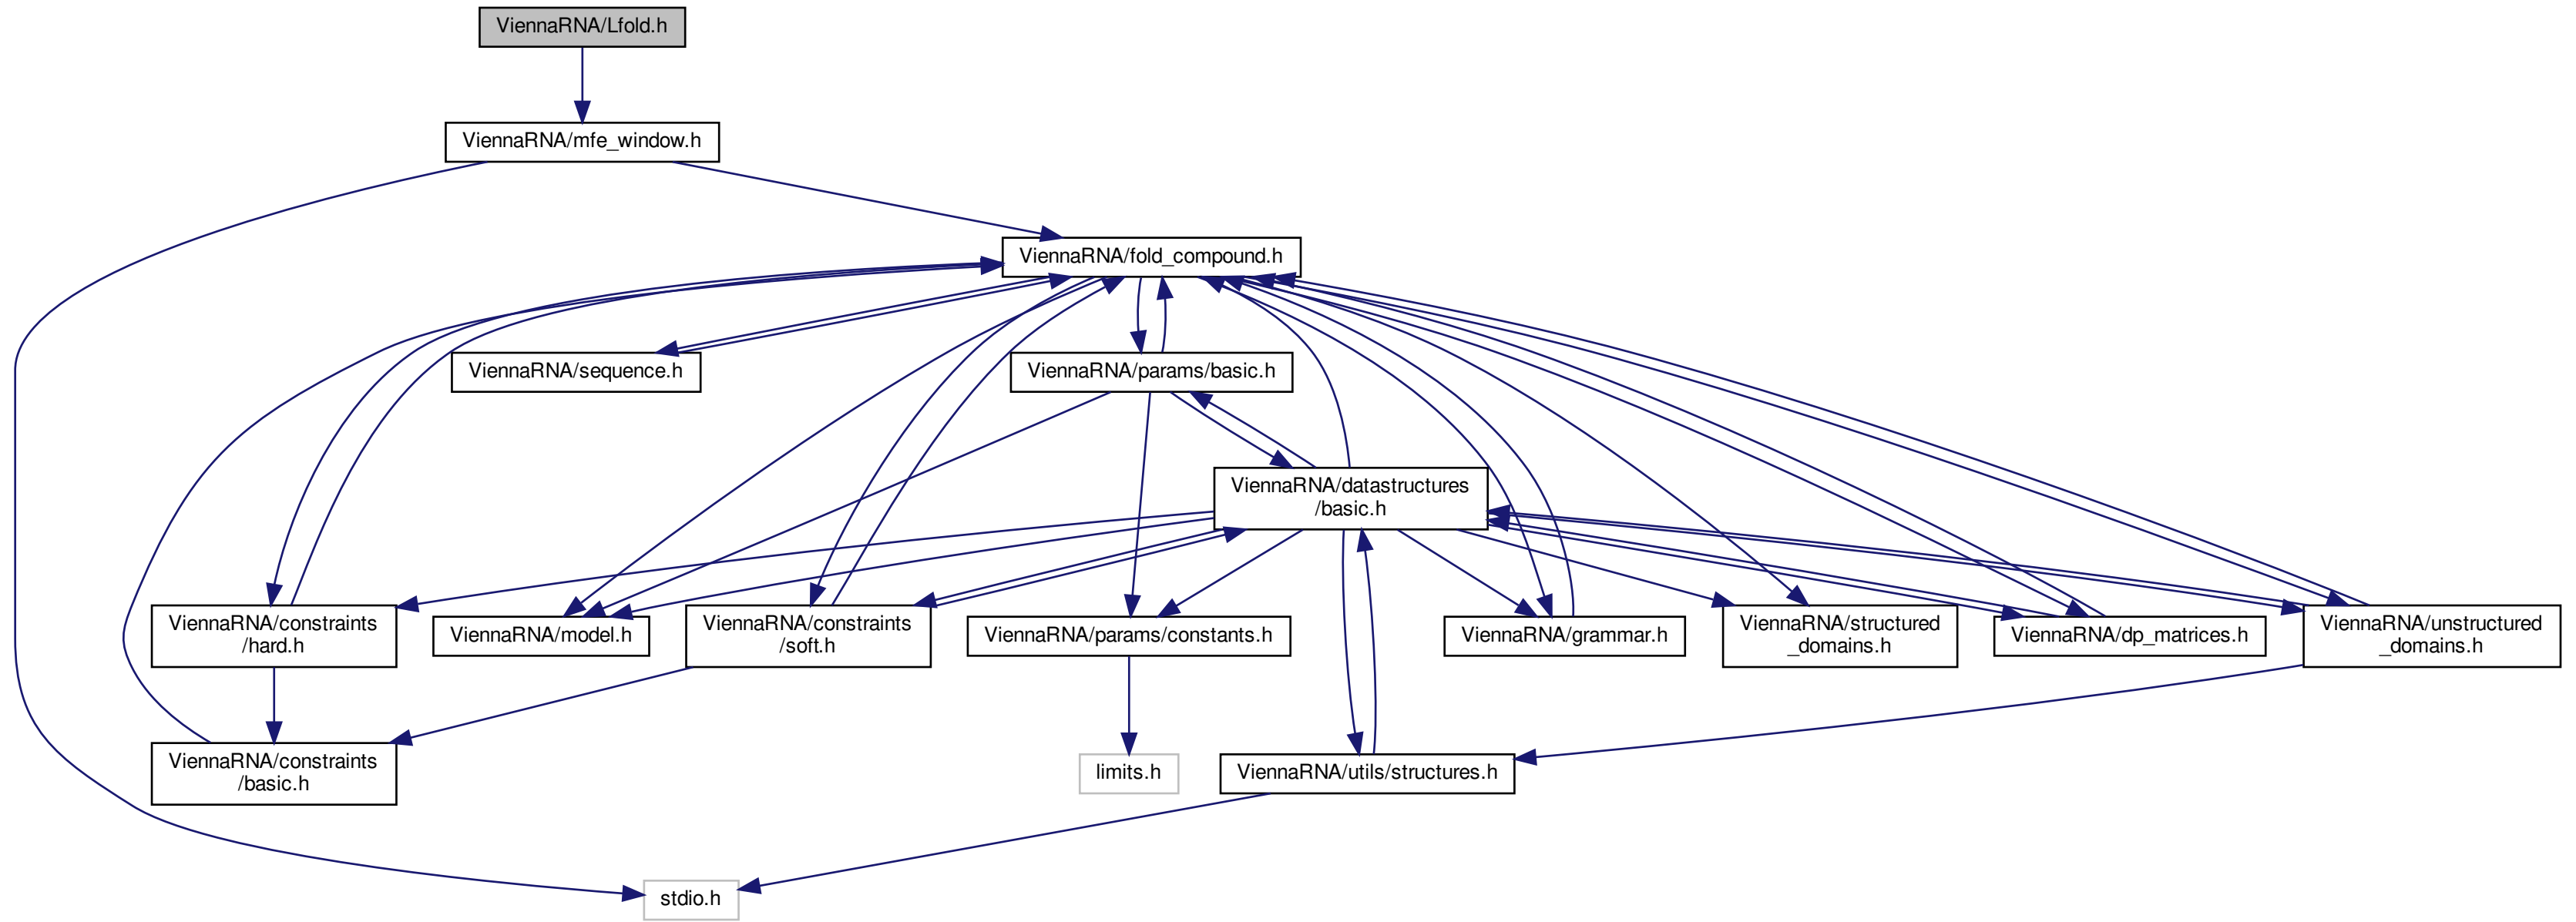 ViennaRNA/Lfold.h
ViennaRNA/mfe_window.h
ViennaRNA/fold_compound.h
ViennaRNA/sequence.h
ViennaRNA/params/basic.h
ViennaRNA/datastructures
/basic.h
ViennaRNA/constraints
/hard.h
ViennaRNA/model.h
ViennaRNA/constraints
/soft.h
ViennaRNA/params/constants.h
ViennaRNA/grammar.h
ViennaRNA/structured
_domains.h
ViennaRNA/dp_matrices.h
ViennaRNA/unstructured
_domains.h
ViennaRNA/constraints
/basic.h
limits.h
ViennaRNA/utils/structures.h
stdio.h